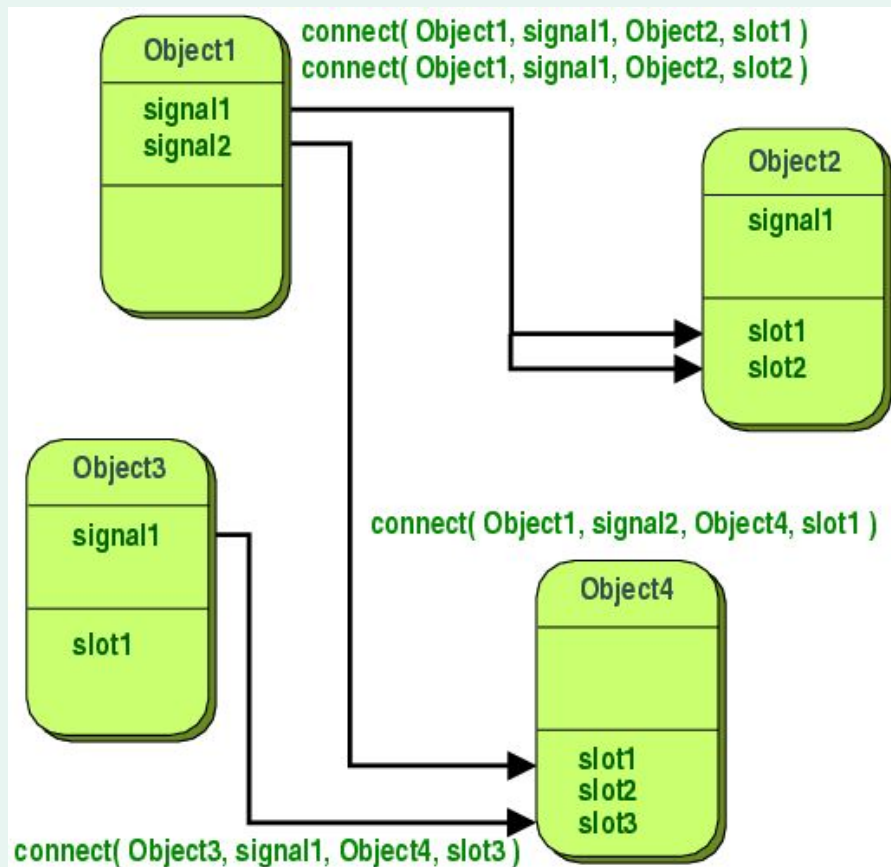 Object1
connect( Object1, signal1, Object2, slot1 )
connect( Object1, signal1, Object2, slot2 )
signal1
signal2
Object2
signal1
slot1
slot2
Object3
signal1
slot1
connect( Object1, signal2, Object4, slot1 )
Object4
slot1
slot2
slot3
connect( Object3, signal1, Object4, slot3 )